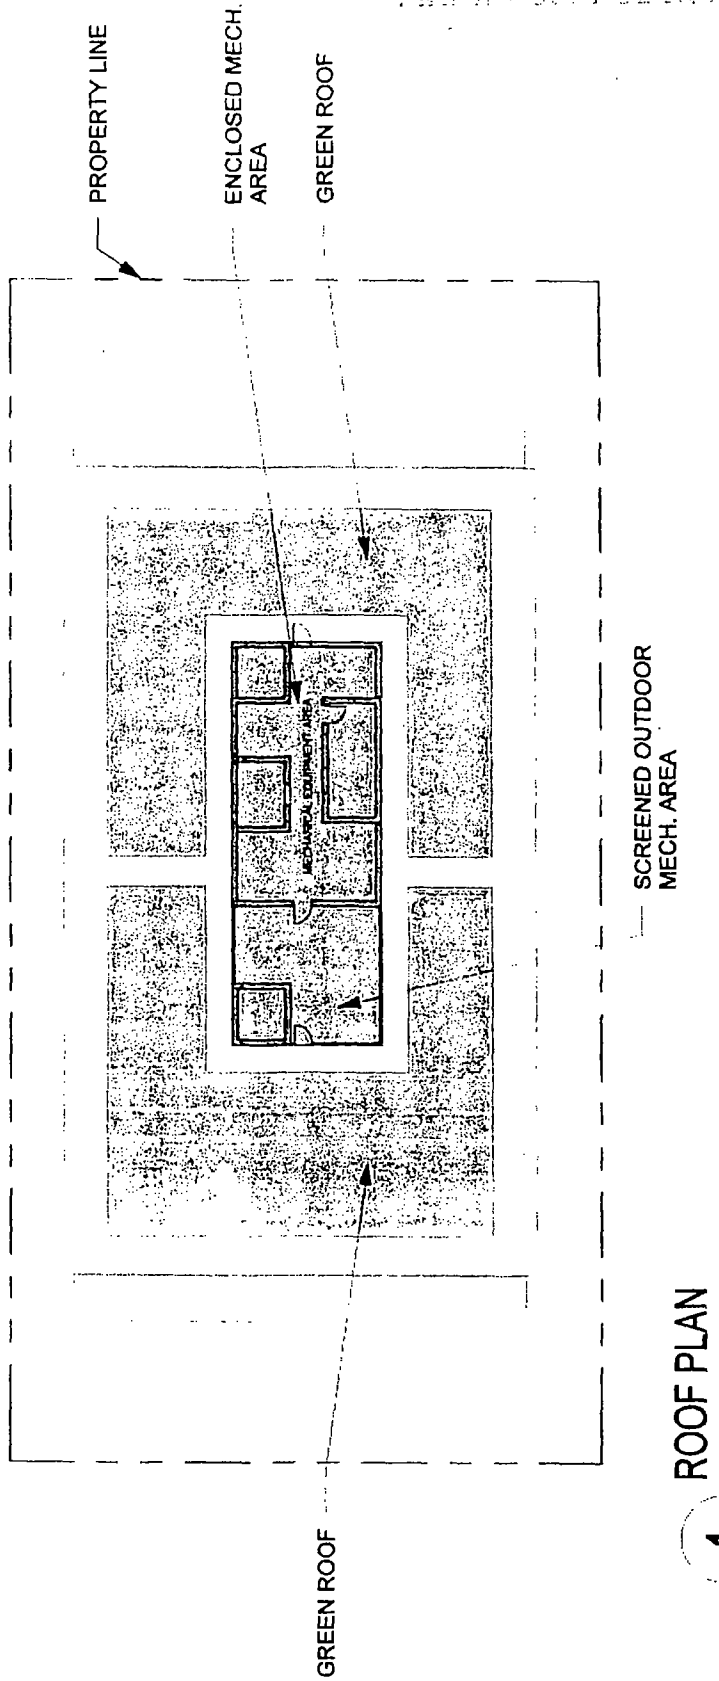 PROPERTY LINE
ENCLOSED MECH.
AREA
GREEN ROOF
MECHANICAL EQUIPMENT AREA
SCREENED OUTDOOR
MECH. AREA
GREEN ROOF
ROOF PLAN